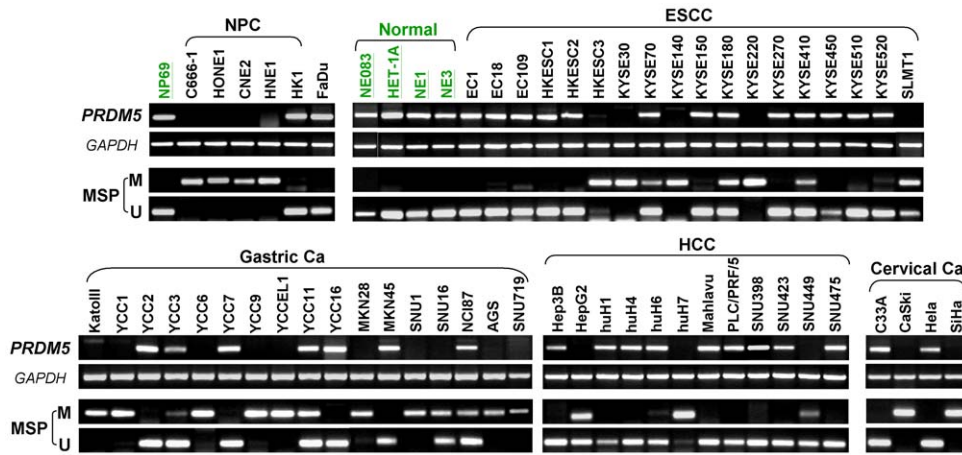 NPC
Normal
ESCC
NP69 C666-1 HONE1 CNE2 HNE1 HK1 FaDu
NE083 HET-1A NE1 NE3 EC1 EC18 EC109 HKESC1 HKESC2 HKESC3 KYSE30 KYSE70 KYSE140 KYSE150 KYSE180 KYSE220 KYSE270 KYSE410 KYSE450 KYSE510 KYSE520 SLMT1
PRDM5
GAPDH
MSP
M
U
Gastric Ca
HCC
Cervical Ca
KatoIII YCC1 YCC2 YCC3 YCC6 YCC7 YCC9 YCCEL1 YCC11 YCC16 MKN28 MKN45 SNU1 SNU16 NCI87 AGS SNU719
Hep3B HepG2 huH1 huH4 huH6 huH7 Mahlavu PLC/PRF/5 SNU398 SNU423 SNU449 SNU475
C33A CaSki Hela SiHa
PRDM5
GAPDH
MSP
M
U